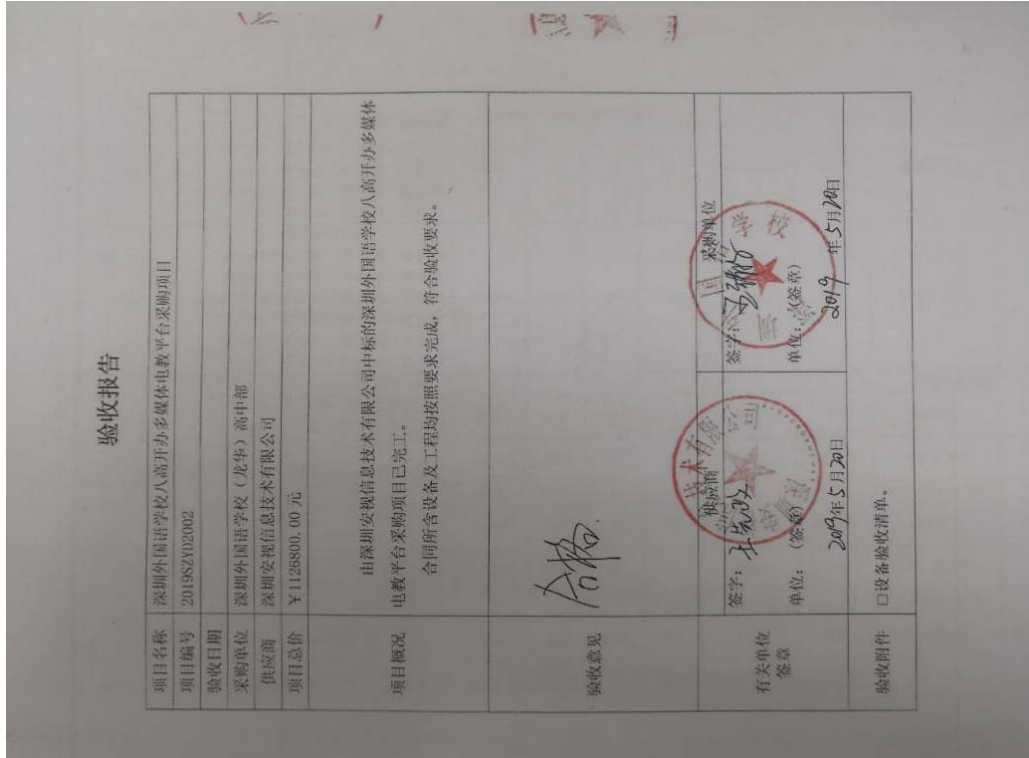 验收报告
项目名称 深圳外国语学校八高开办多媒体电教平台采购项目
项目编号 2019SZYD2002
验收日期
采购单位 深圳外国语学校（龙华）高中部
供应商 深圳安视信息技术有限公司
项目总价 ￥1126800.00 元
项目概况
由深圳安视信息技术有限公司中标的深圳外国语学校八高开办多媒体
电教平台采购项目已完工。
合同所含设备及工程均按照要求完成，符合验收要求。
验收意见
合格.
有关单位
签章
供应商
签字：
单位：（签章）
2019年5月20日
采购单位
签字：
单位：（签章）
2019年5月20日
验收附件 □设备验收清单。